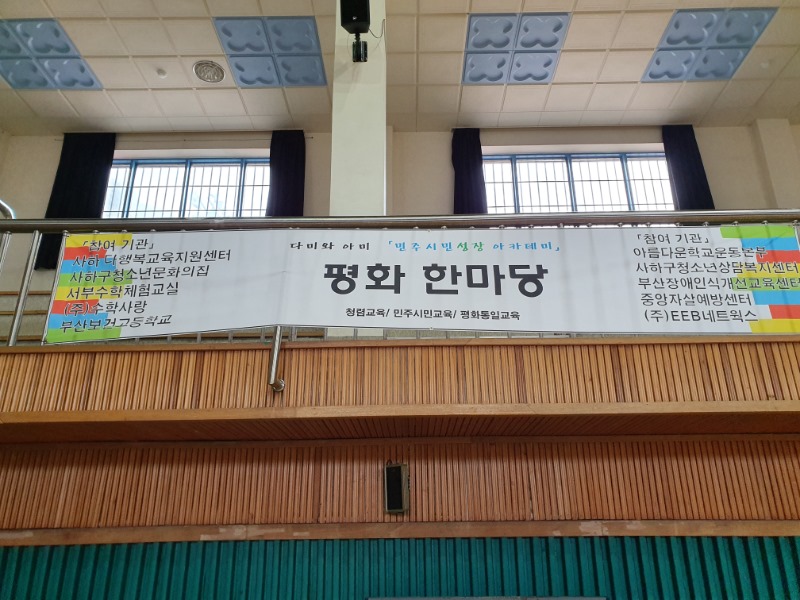 「참여 기관」
사하 다행복교육지원센터
사하구청소년문화의집
서부수학체험교실
(주)수학사랑
부산보건고등학교
다미와 아미 「민주시민성장 아카데미」
평화 한마당
청렴교육/ 민주시민교육/ 평화통일교육
「참여 기관」
아름다운학교운동본부
사하구청소년상담복지센터
부산장애인식개선교육센터
중앙자살예방센터
(주)EEB네트웍스